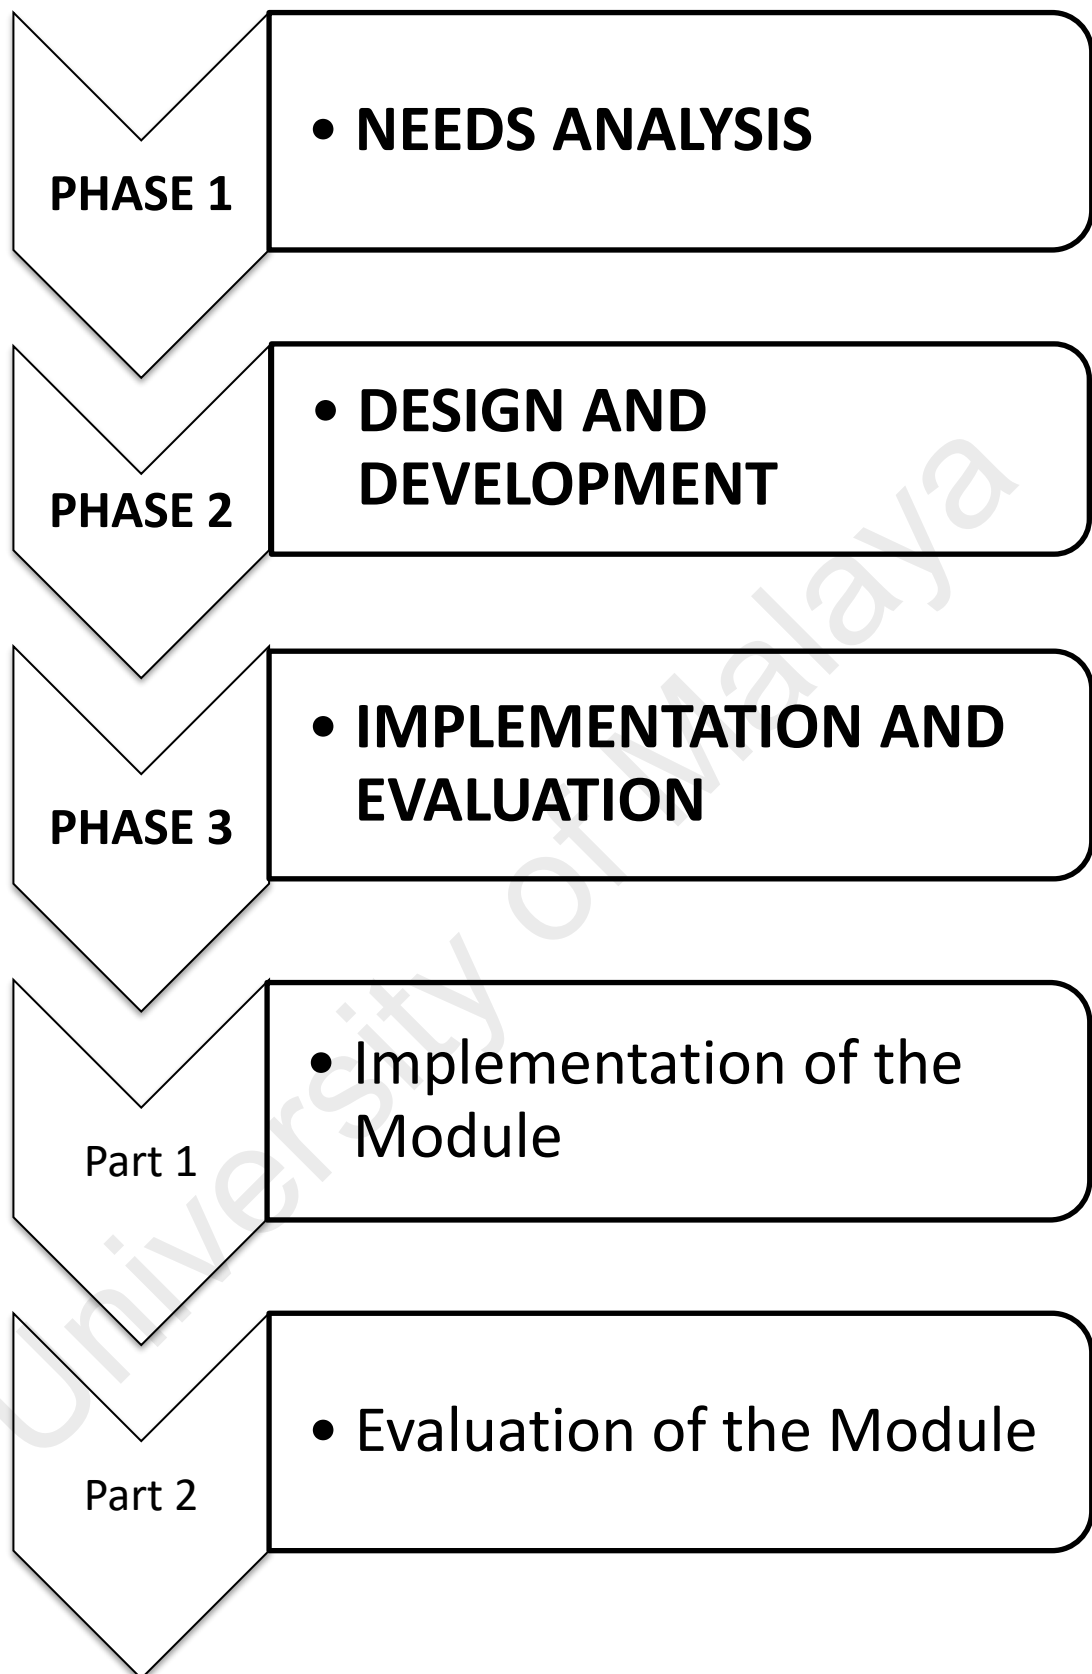 PHASE 1
• NEEDS ANALYSIS
PHASE 2
• DESIGN AND
DEVELOPMENT
PHASE 3
• IMPLEMENTATION AND
EVALUATION
Part 1
• Implementation of the
Module
Part 2
• Evaluation of the Module
University of Malaya